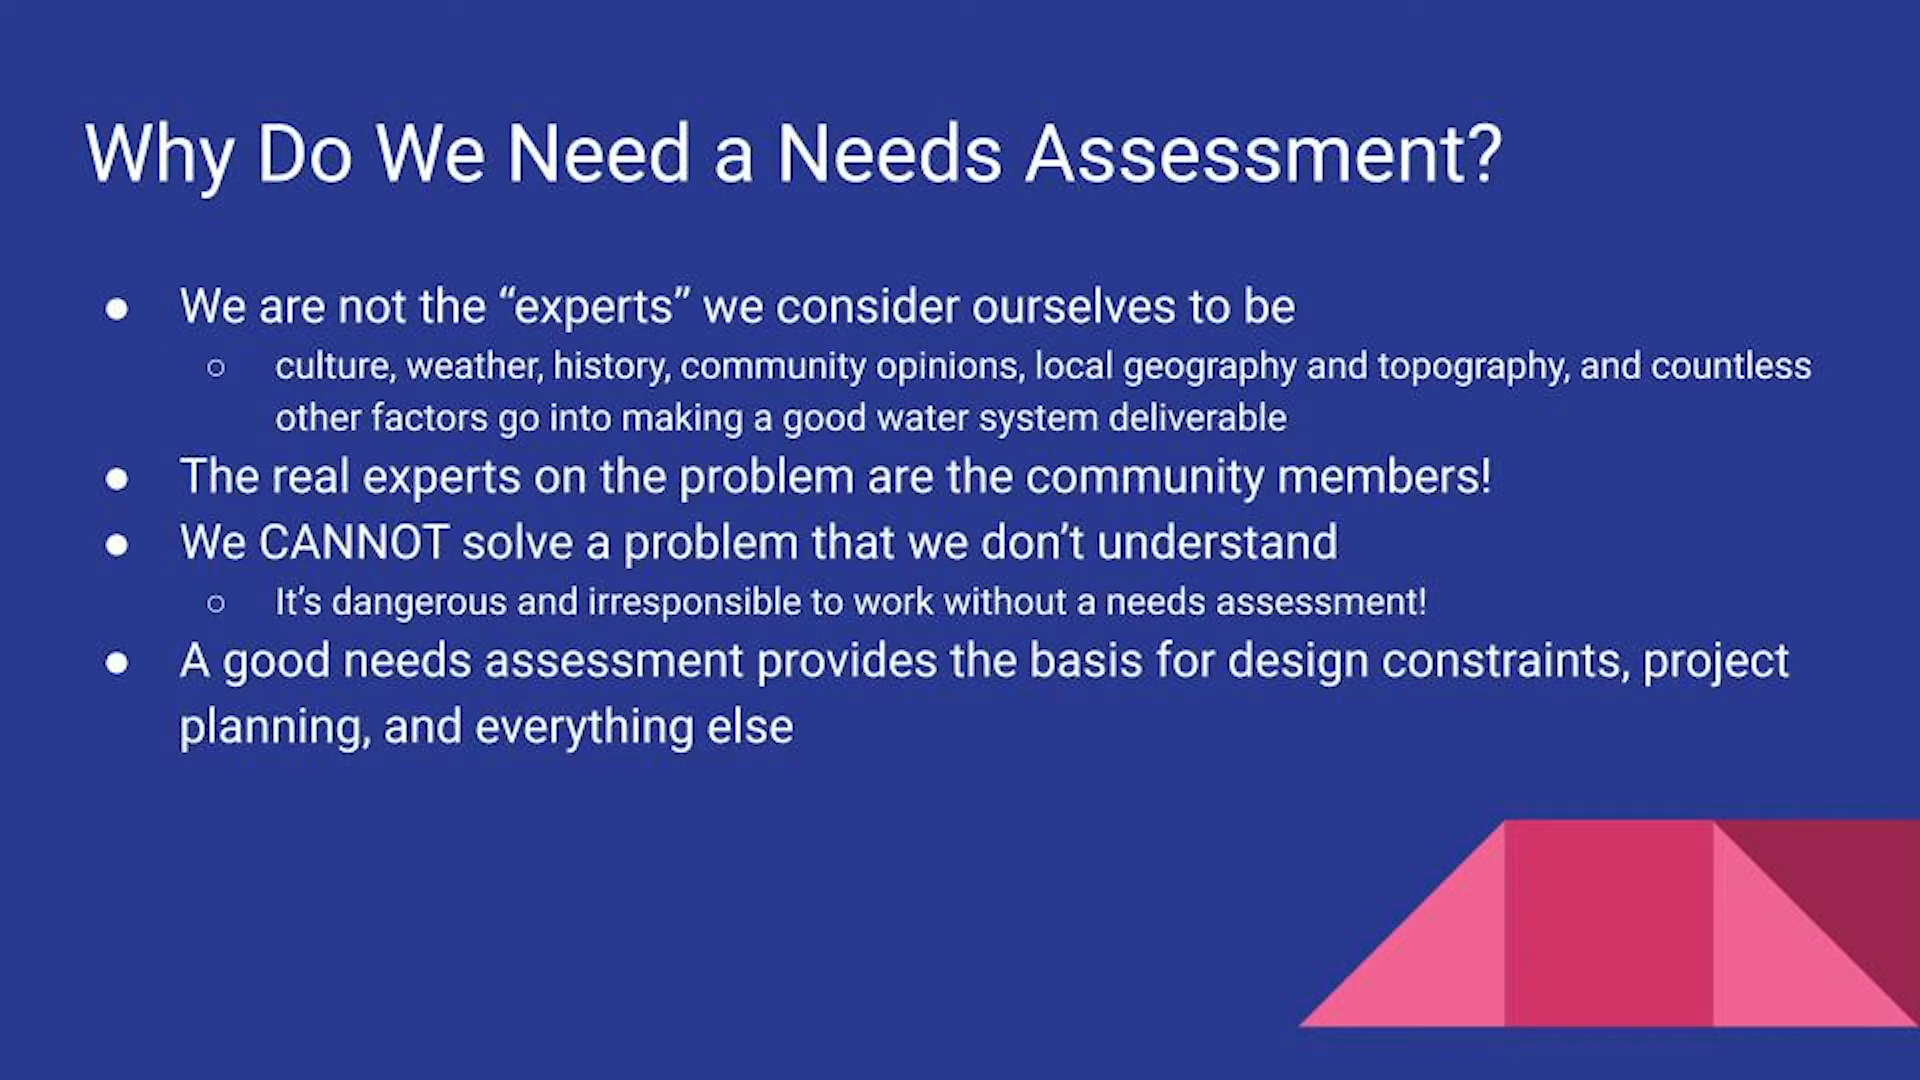 Why Do We Need a Needs Assessment?
● We are not the “experts” we consider ourselves to be
○ culture, weather, history, community opinions, local geography and topography, and countless
other factors go into making a good water system deliverable
● The real experts on the problem are the community members!
● We CANNOT solve a problem that we don’t understand
○ It’s dangerous and irresponsible to work without a needs assessment!
● A good needs assessment provides the basis for design constraints, project
planning, and everything else